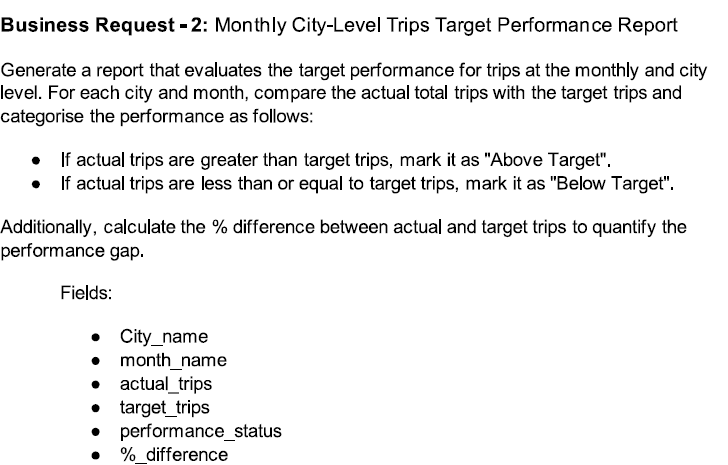 Business Request - 2: Monthly City-Level Trips Target Performance Report
Generate a report that evaluates the target performance for trips at the monthly and city
level. For each city and month, compare the actual total trips with the target trips and
categorise the performance as follows:
● If actual trips are greater than target trips, mark it as "Above Target".
● If actual trips are less than or equal to target trips, mark it as "Below Target".
Additionally, calculate the % difference between actual and target trips to quantify the
performance gap.
Fields:
● City_name
● month_name
● actual_trips
● target_trips
● performance_status
● %_difference